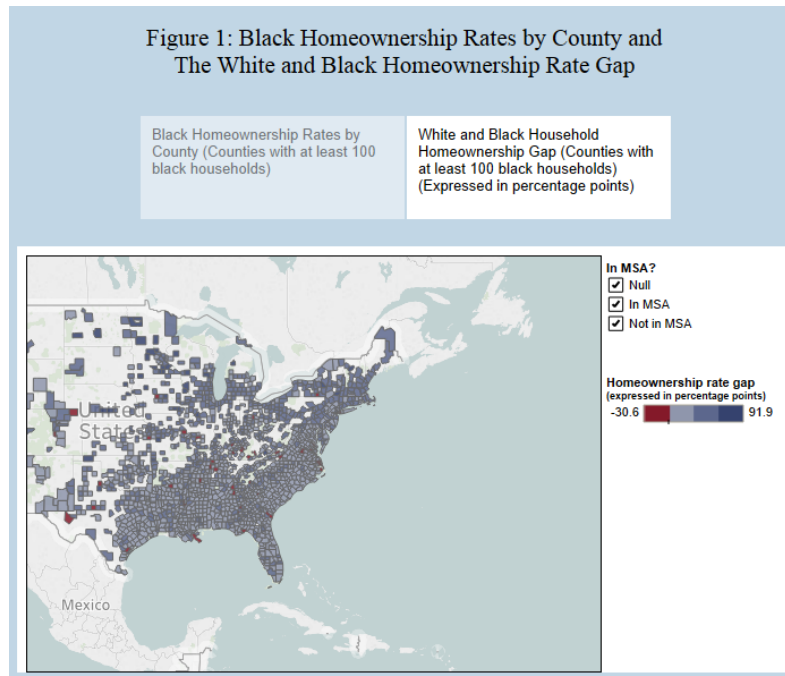 Figure 1: Black Homeownership Rates by County and
The White and Black Homeownership Rate Gap
Black Homeownership Rates by
County (Counties with at least 100
black households)
White and Black Household
Homeownership Gap (Counties with
at least 100 black households)
(Expressed in percentage points)
In MSA?
Null
In MSA
Not in MSA
Homeownership rate gap
(expressed in percentage points)
-30.6 91.9
United
States
Mexico